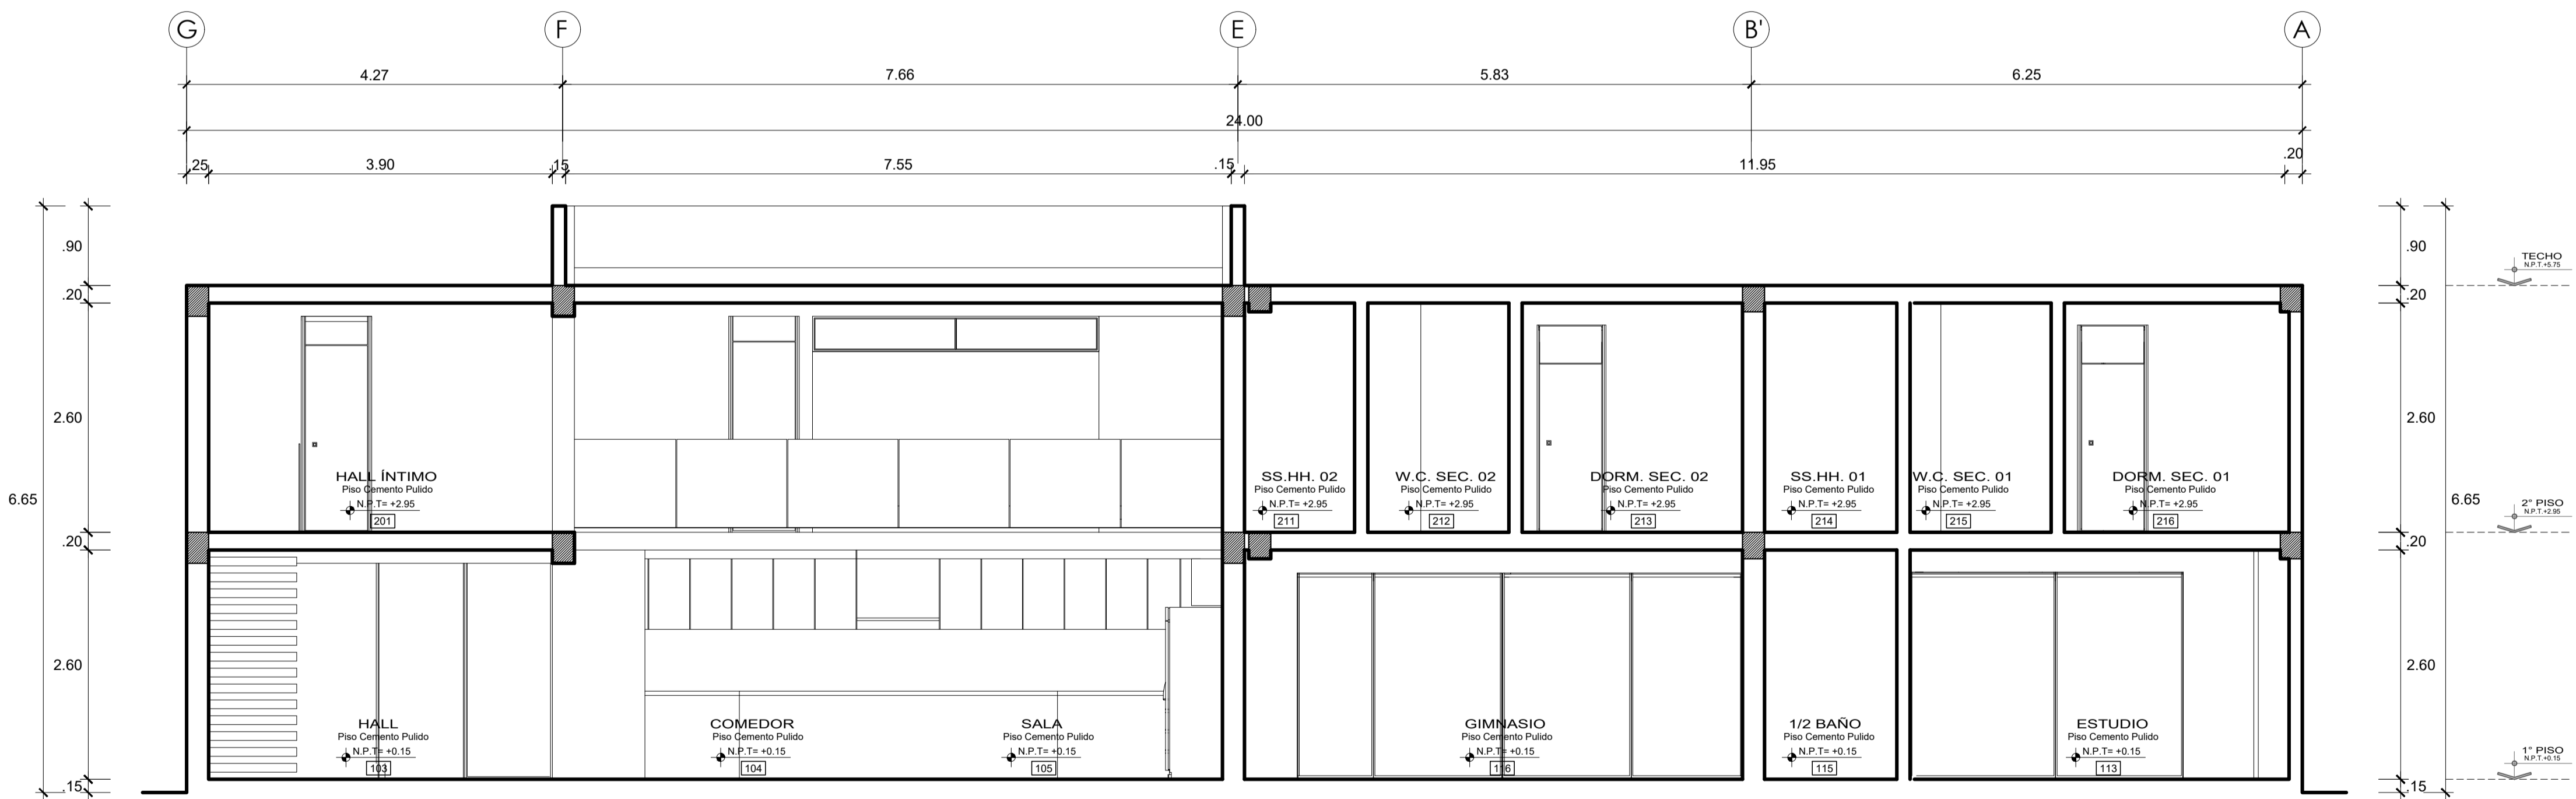 G F E B' A
4.27 7.66 5.83 6.25
24.00
.25 3.90 .15 7.55 .15 11.95 .20
.90 .90
TECHO
N.P.T.+5.75
.20 .20
2.60 2.60
6.65 6.65
HALL ÍNTIMO
Piso Cemento Pulido
N.P.T= +2.95
201
SS.HH. 02
Piso Cemento Pulido
N.P.T= +2.95
211
W.C. SEC. 02
Piso Cemento Pulido
N.P.T= +2.95
212
DORM. SEC. 02
Piso Cemento Pulido
N.P.T= +2.95
213
SS.HH. 01
Piso Cemento Pulido
N.P.T= +2.95
214
W.C. SEC. 01
Piso Cemento Pulido
N.P.T= +2.95
215
DORM. SEC. 01
Piso Cemento Pulido
N.P.T= +2.95
216
2° PISO
N.P.T.+2.95
.20 .20
2.60 2.60
HALL
Piso Cemento Pulido
N.P.T= +0.15
103
COMEDOR
Piso Cemento Pulido
N.P.T= +0.15
104
SALA
Piso Cemento Pulido
N.P.T= +0.15
105
GIMNASIO
Piso Cemento Pulido
N.P.T= +0.15
116
1/2 BAÑO
Piso Cemento Pulido
N.P.T= +0.15
115
ESTUDIO
Piso Cemento Pulido
N.P.T= +0.15
113
1° PISO
N.P.T.+0.15
.15 .15